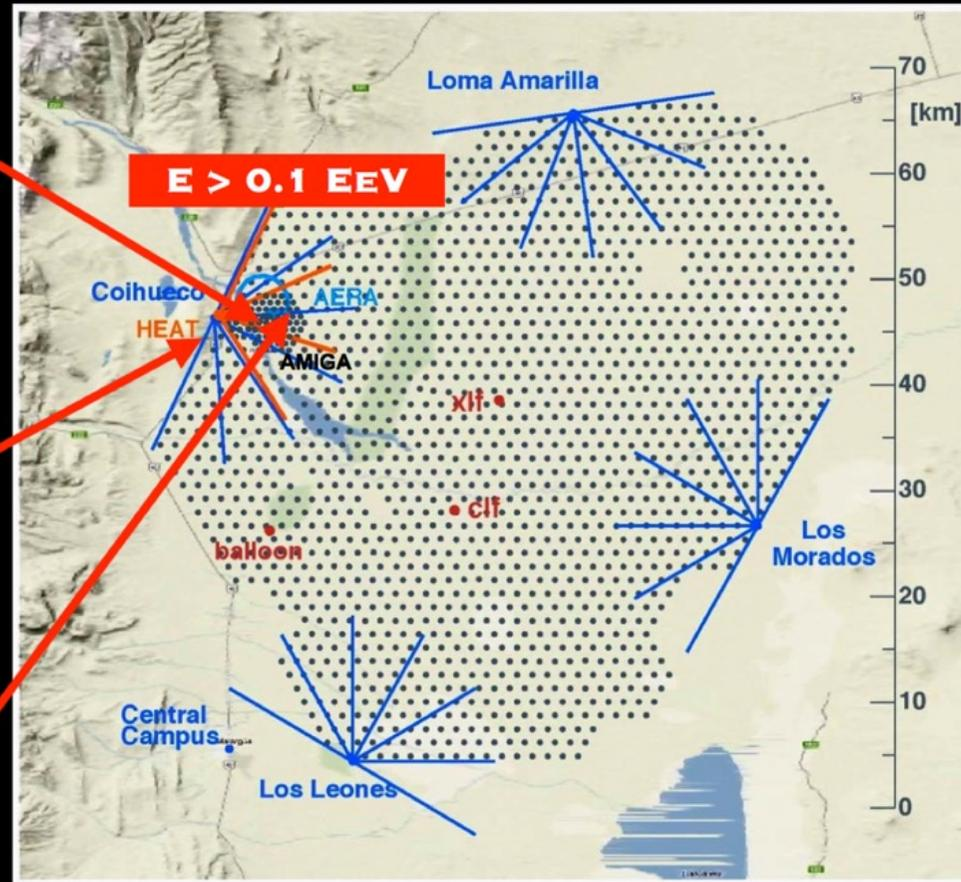 Loma Amarilla
70
[km]
E > 0.1 EeV
60
50
Coihueco
AERA
HEAT
AMIGA
40
xlf
30
clf
Los
Morados
balloon
20
10
Central
Campus
Los Leones
0